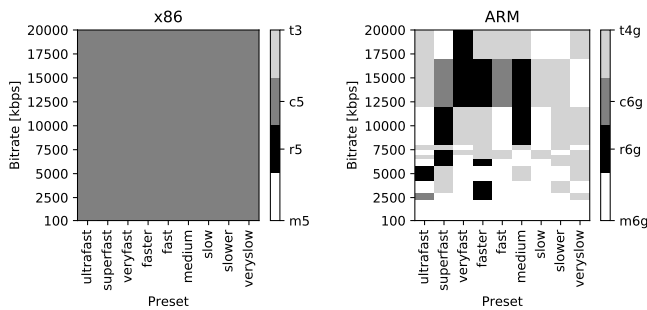 x86
20000
17500
15000
12500
10000
7500
5000
2500
100
Bitrate [kbps]
ultrafast
superfast
veryfast
faster
fast
medium
slow
slower
veryslow
Preset
t3
c5
r5
m5
ARM
20000
17500
15000
12500
10000
7500
5000
2500
100
Bitrate [kbps]
ultrafast
superfast
veryfast
faster
fast
medium
slow
slower
veryslow
Preset
t4g
c6g
r6g
m6g